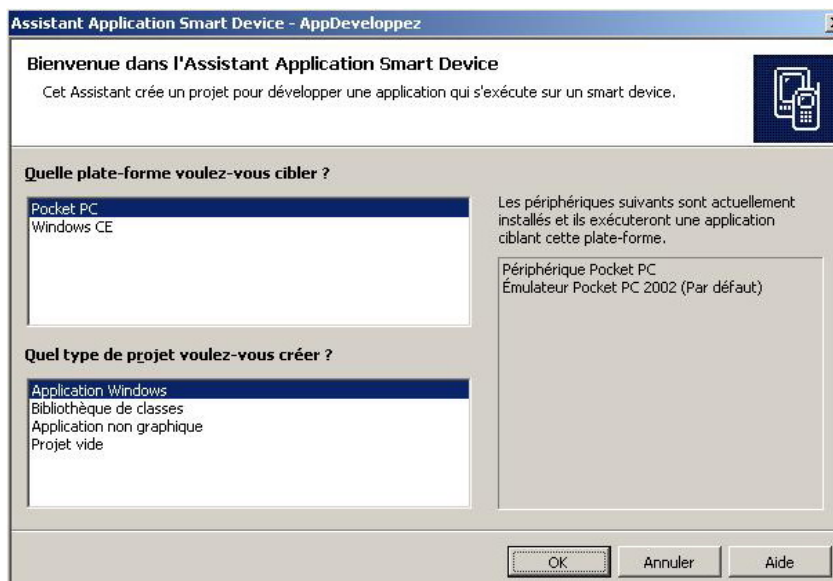 Assistant Application Smart Device - AppDeveloppez
Bienvenue dans l'Assistant Application Smart Device
Cet Assistant crée un projet pour développer une application qui s'exécute sur un smart device.
Quelle plate-forme voulez-vous cibler ?
Pocket PC
Windows CE
Les périphériques suivants sont actuellement
installés et ils exécuteront une application
ciblant cette plate-forme.
Périphérique Pocket PC
Émulateur Pocket PC 2002 (Par défaut)
Quel type de projet voulez-vous créer ?
Application Windows
Bibliothèque de classes
Application non graphique
Projet vide
OK
Annuler
Aide